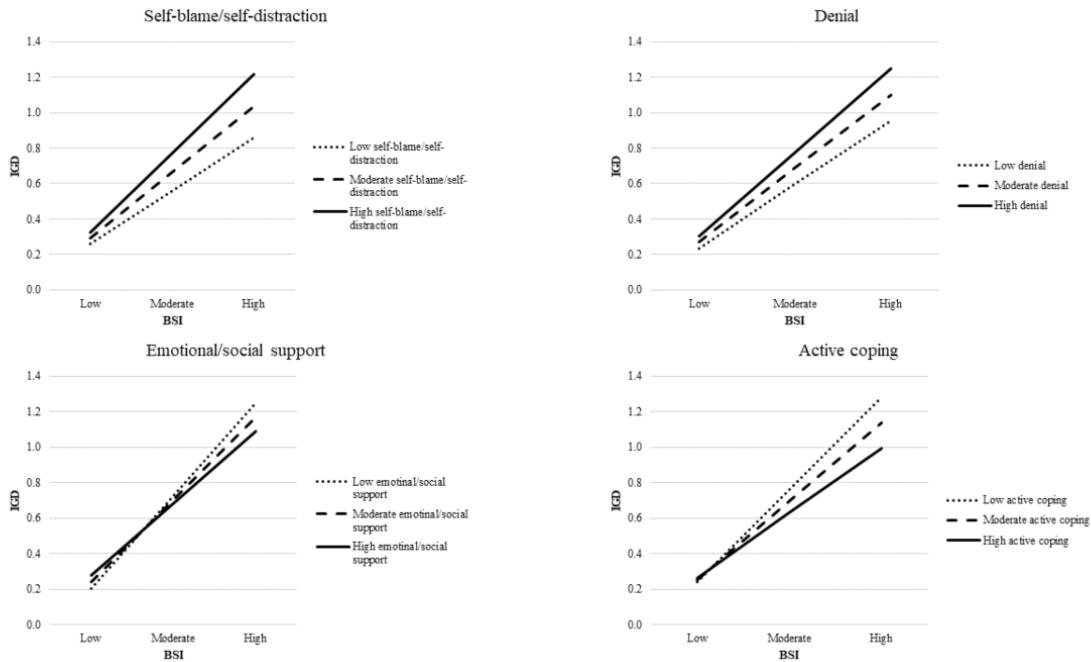 Self-blame/self-distraction
1.4
1.2
1.0
0.8
0.6
0.4
0.2
0.0
IGD
Low
Moderate
High
BSI
Low self-blame/self-
distraction
Moderate self-blame/self-
distraction
High self-blame/self-
distraction
Denial
1.4
1.2
1.0
0.8
0.6
0.4
0.2
0.0
IGD
Low
Moderate
High
BSI
Low denial
Moderate denial
High denial
Emotional/social support
1.4
1.2
1.0
0.8
0.6
0.4
0.2
0.0
IGD
Low
Moderate
High
BSI
Low emotinal/social
support
Moderate emotinal/social
support
High emotinal/social
support
Active coping
1.4
1.2
1.0
0.8
0.6
0.4
0.2
0.0
IGD
Low
Moderate
High
BSI
Low active coping
Moderate active coping
High active coping